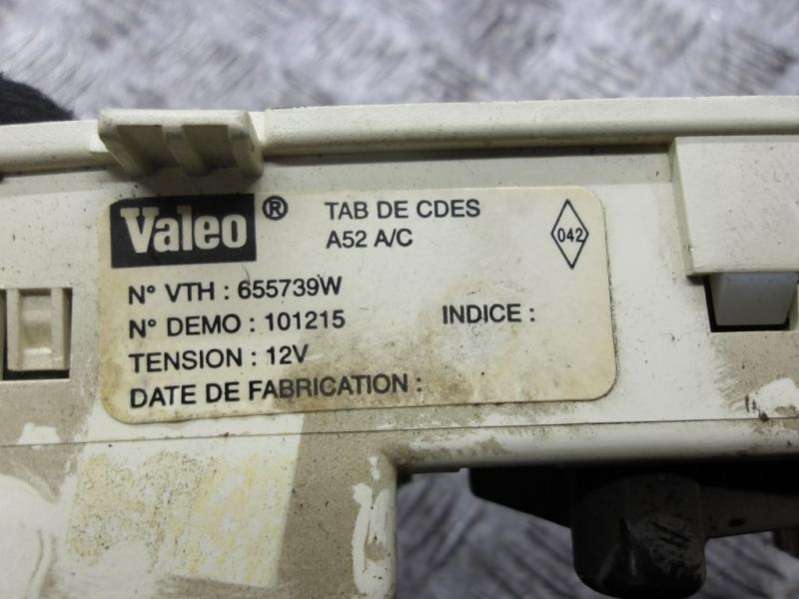 Valeo ® TAB DE CDES
A52 A/C
042
N° VTH : 655739W
N° DEMO : 101215 INDICE :
TENSION : 12V
DATE DE FABRICATION :